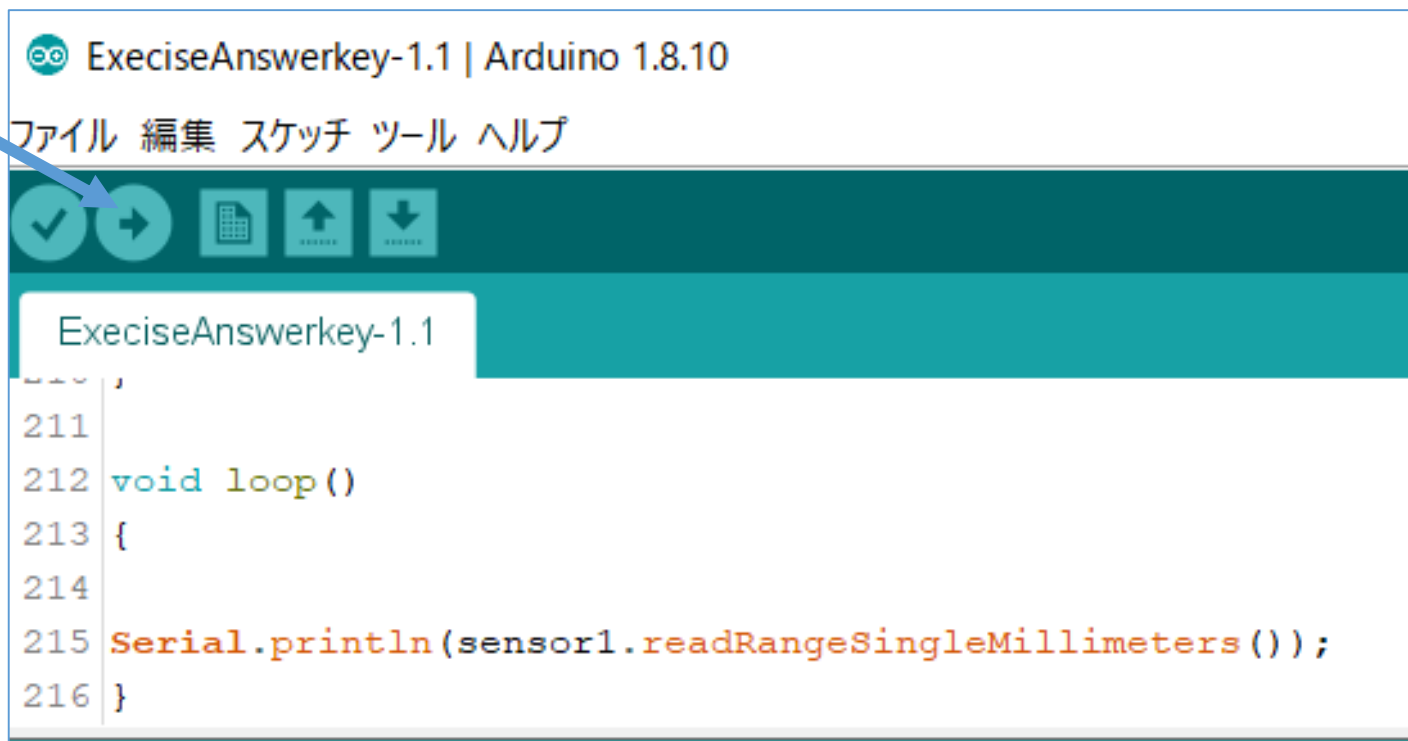 ExeciseAnswerkey-1.1 | Arduino 1.8.10
ファイル 編集 スケッチ ツール ヘルプ
ExeciseAnswerkey-1.1
211
212 void loop()
213 {
214
215 Serial.println(sensor1.readRangeSingleMillimeters());
216 }